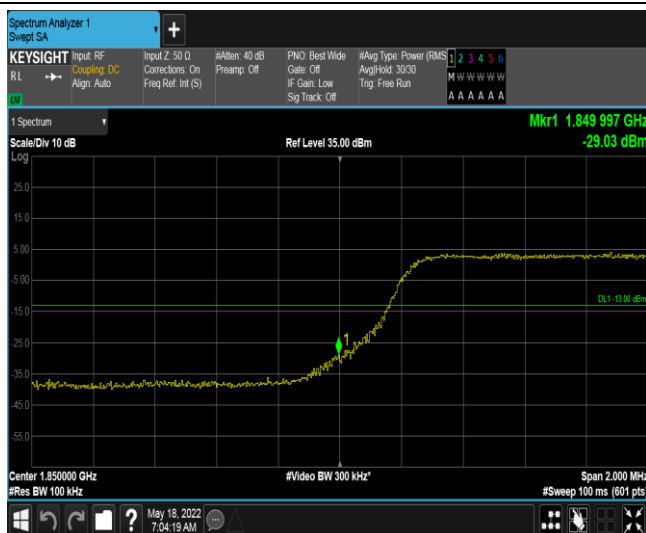 Spectrum Analyzer 1
Swept SA
+
KEYSIGHT
RL
LNI
Input: RF
Coupling: DC
Align: Auto
Input Z: 50 Ω
Corrections: On
Freq Ref: Int (S)
#Atten: 40 dB
Preamp: Off
PNO: Best Wide
Gate: Off
IF Gain: Low
Sig Track: Off
#Avg Type: Power (RMS
Avg|Hold: 30/30
Trig: Free Run
1 2 3 4 5 6
M W W W W W
A A A A A A
1 Spectrum
Scale/Div 10 dB
Ref Level 35.00 dBm
Mkr1 1.849 997 GHz
-29.03 dBm
Log
25.0
15.0
5.00
-5.00
-15.0
-25.0
-35.0
-45.0
-55.0
DL1 -13.00 dBm
1
Center 1.850000 GHz
#Res BW 100 kHz
#Video BW 300 kHz*
Span 2.000 MHz
#Sweep 100 ms (601 pts)
?
May 18, 2022
7:04:19 AM